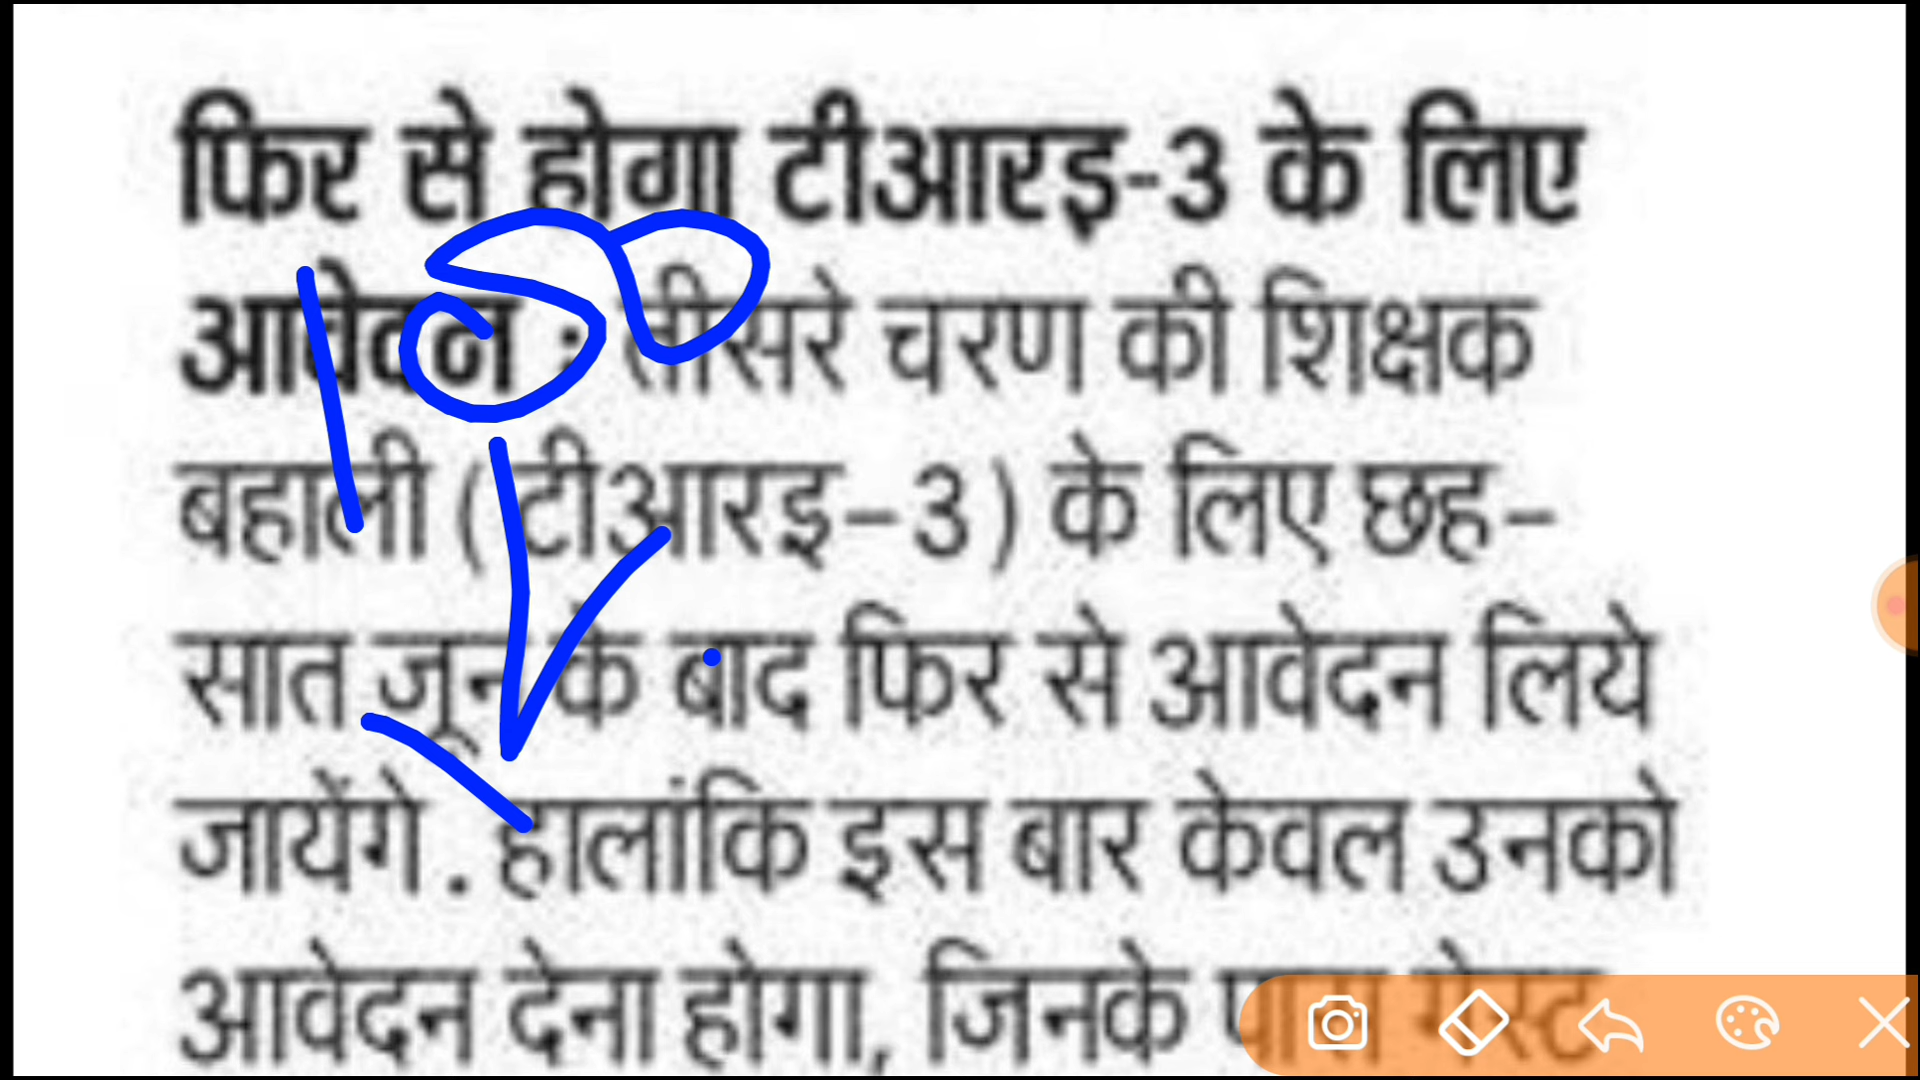 फिर से होगा टीआरइ-3 के लिए
आवेदन : तीसरे चरण की शिक्षक
बहाली ( टीआरइ-3 ) के लिए छह-
सात जून के बाद फिर से आवेदन लिये
जायेंगे. हालांकि इस बार केवल उनको
आवेदन देना होगा, जिनके पास गेस्ट